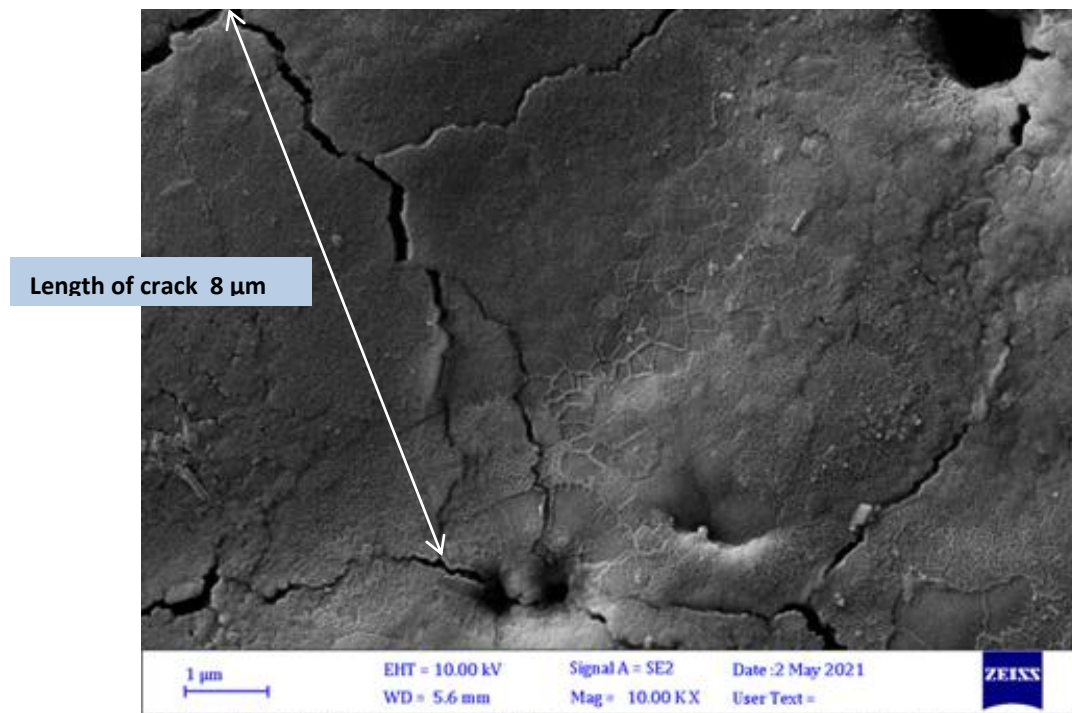 Length of crack  8 µm
1 µm
EHT = 10.00 kV
Signal A = SE2
Date :2 May 2021
ZEISS
WD = 5.6 mm
Mag = 10.00 K X
User Text =